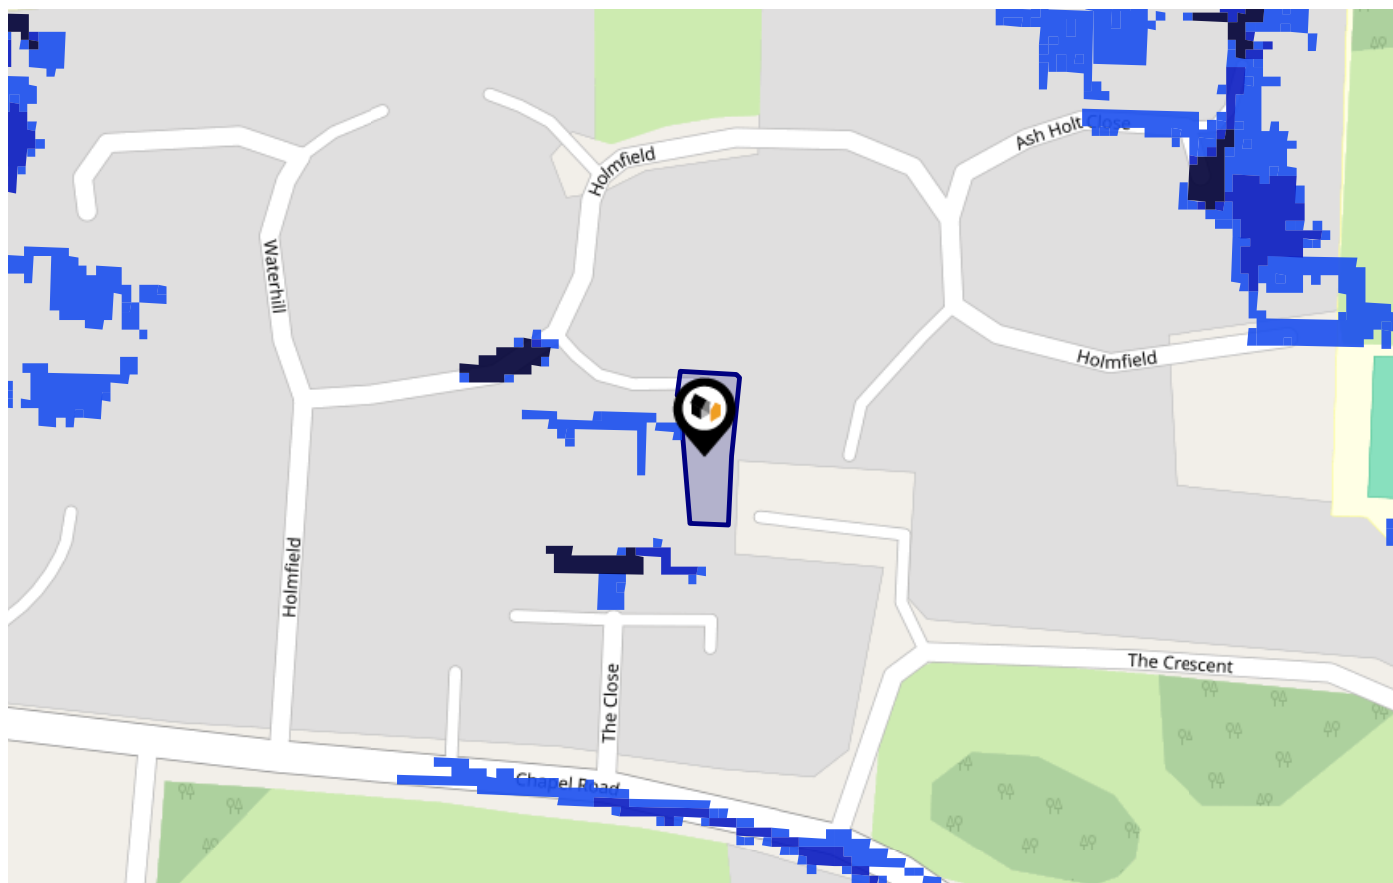 Ash Holt Close
Holmfield
Waterhill
Holmfield
Holmfield
The Crescent
The Close
Chapel Road